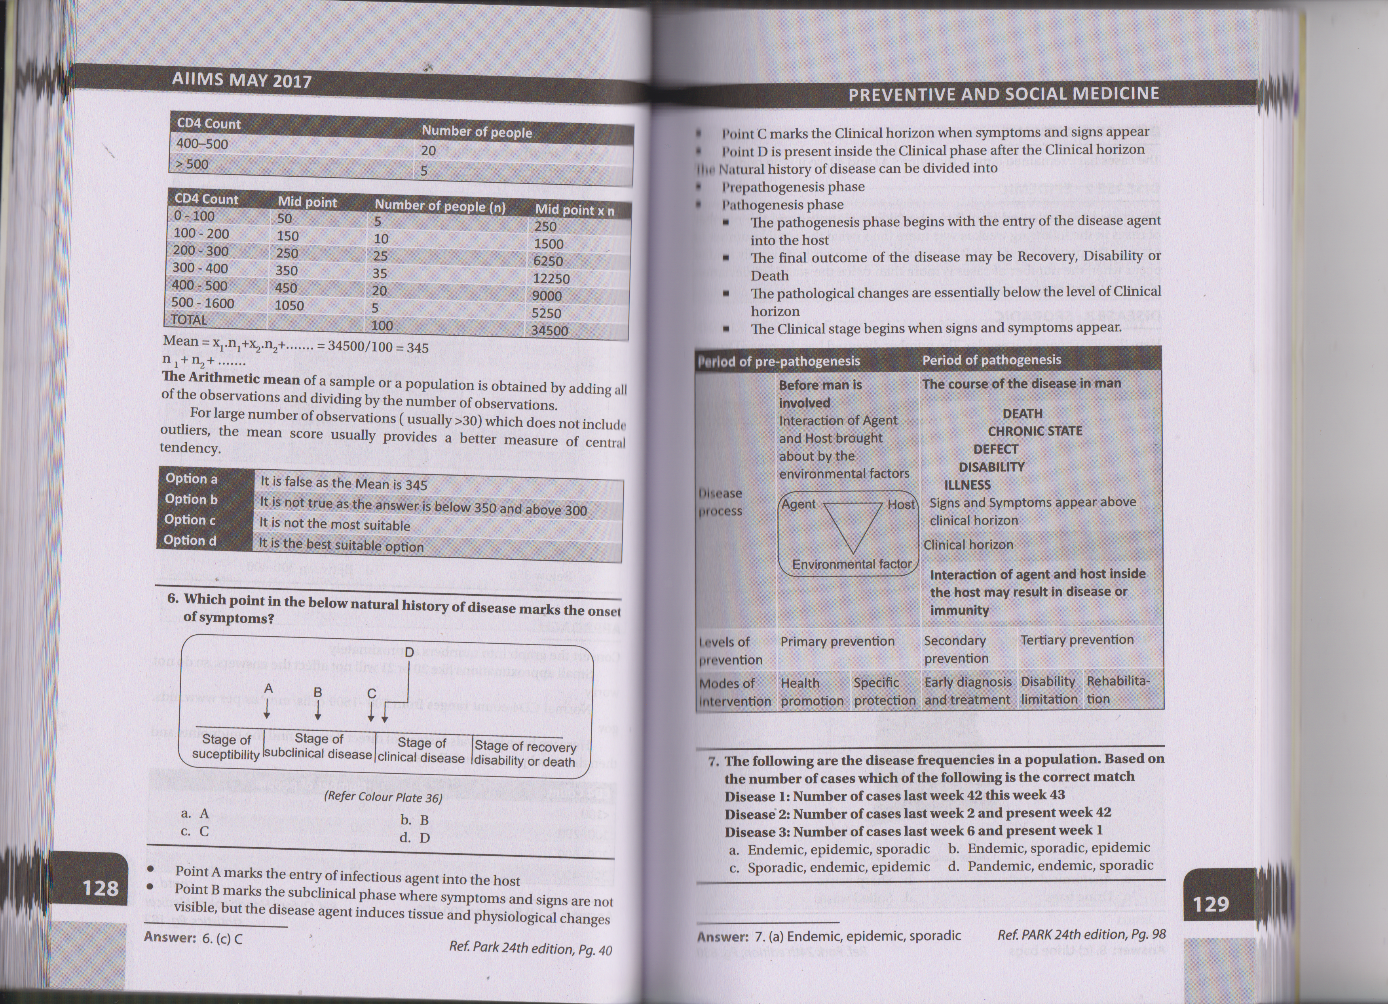 AIIMS MAY 2017
CD4 Count Number of people
400–500 20
> 500 5
CD4 Count Mid point Number of people (n) Mid point x n
0 - 100 50 5 250
100 - 200 150 10 1500
200 - 300 250 25 6250
300 - 400 350 35 12250
400 - 500 450 20 9000
500 - 1600 1050 5 5250
TOTAL 100 34500
Mean = x1.n1+x2.n2+....... = 34500/100 = 345
n1 + n2 + .......
The Arithmetic mean of a sample or a population is obtained by adding all
of the observations and dividing by the number of observations.
For large number of observations ( usually >30) which does not include
outliers, the mean score usually provides a better measure of central
tendency.
Option a It is false as the Mean is 345
Option b It is not true as the answer is below 350 and above 300
Option c It is not the most suitable
Option d It is the best suitable option
6. Which point in the below natural history of disease marks the onset
of symptoms?
D
A B C
Stage of suceptibility
Stage of subclinical disease
Stage of clinical disease
Stage of recovery disability or death
(Refer Colour Plate 36)
a. A b. B
c. C d. D
• Point A marks the entry of infectious agent into the host
• Point B marks the subclinical phase where symptoms and signs are not
visible, but the disease agent induces tissue and physiological changes
128
Answer: 6. (c) C Ref. Park 24th edition, Pg. 40
PREVENTIVE AND SOCIAL MEDICINE
• Point C marks the Clinical horizon when symptoms and signs appear
• Point D is present inside the Clinical phase after the Clinical horizon
the Natural history of disease can be divided into
• Prepathogenesis phase
• Pathogenesis phase
▪ The pathogenesis phase begins with the entry of the disease agent
into the host
▪ The final outcome of the disease may be Recovery, Disability or
Death
▪ The pathological changes are essentially below the level of Clinical
horizon
▪ The Clinical stage begins when signs and symptoms appear.
Period of pre-pathogenesis Period of pathogenesis
Disease process
Before man is
involved
Interaction of Agent
and Host brought
about by the
environmental factors
Agent Host
Environmental factor
The course of the disease in man
DEATH
CHRONIC STATE
DEFECT
DISABILITY
ILLNESS
Signs and Symptoms appear above
clinical horizon
Clinical horizon
Interaction of agent and host inside
the host may result in disease or
immunity
Levels of prevention Primary prevention Secondary prevention Tertiary prevention
Modes of intervention Health promotion Specific protection Early diagnosis and treatment Disability limitation Rehabilita-tion
7. The following are the disease frequencies in a population. Based on
the number of cases which of the following is the correct match
Disease 1: Number of cases last week 42 this week 43
Disease 2: Number of cases last week 2 and present week 42
Disease 3: Number of cases last week 6 and present week 1
a. Endemic, epidemic, sporadic b. Endemic, sporadic, epidemic
c. Sporadic, endemic, epidemic d. Pandemic, endemic, sporadic
129
Answer: 7. (a) Endemic, epidemic, sporadic Ref. PARK 24th edition, Pg. 98